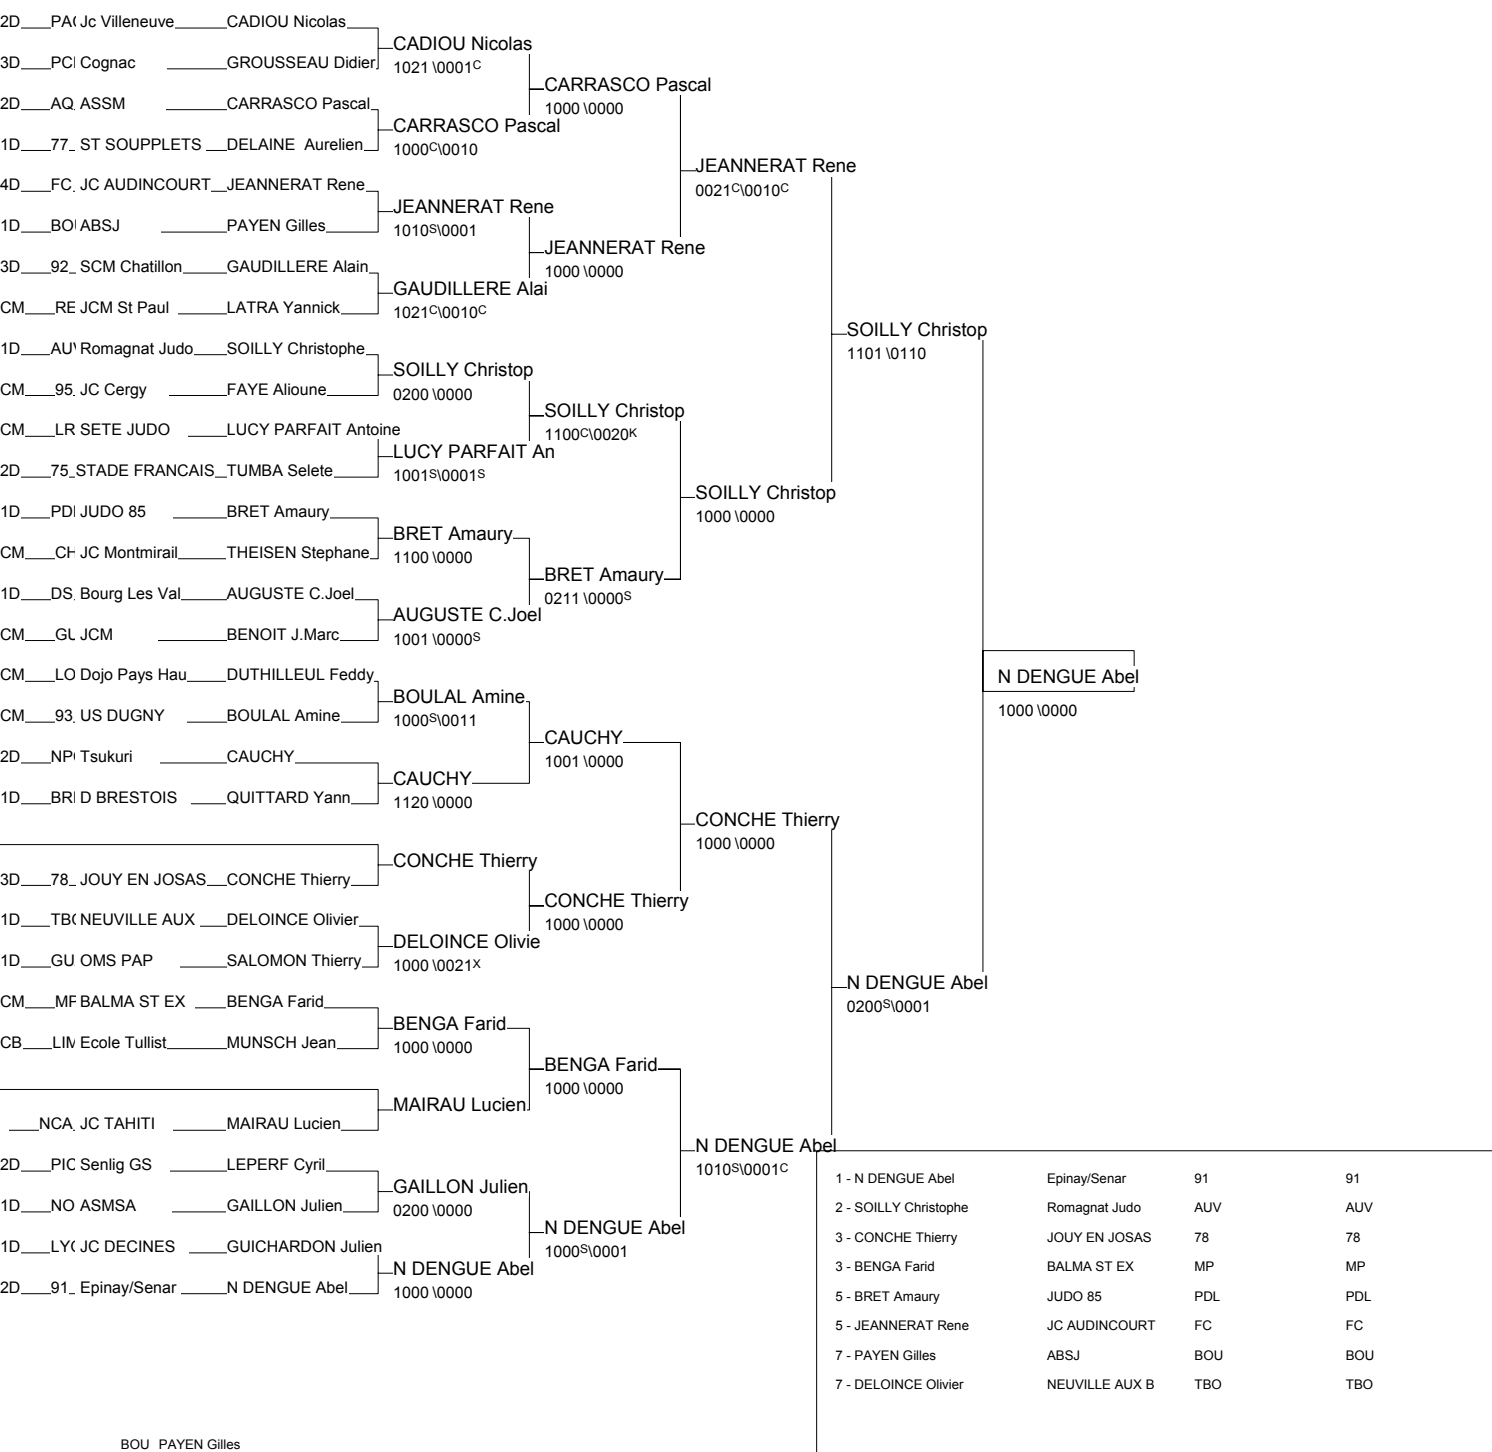 2D PA( Jc Villeneuve CADIOU Nicolas
3D PC Cognac GROUSSEAU Didier
2D AQ ASSM CARRASCO Pascal
1D 77 ST SOUPPLETS DELAINE Aurelien
4D FC JC AUDINCOURT JEANNERAT Rene
1D BO ABSJ PAYEN Gilles
3D 92 SCM Chatillon GAUDILLERE Alain
CM RE JCM St Paul LATRA Yannick
1D AU Romagnat Judo SOILLY Christophe
CM 95 JC Cergy FAYE Alioune
CM LR SETE JUDO LUCY PARFAIT Antoine
2D 75 STADE FRANCAIS TUMBA Selete
1D PD JUDO 85 BRET Amaury
CM CH JC Montmirail THEISEN Stephane
1D DS Bourg Les Val AUGUSTE C.Joel
CM GU JCM BENOIT J.Marc
CM LO Dojo Pays Hau DUTHILLEUL Feddy
CM 93 US DUGNY BOULAL Amine
2D NP Tsukuri CAUCHY
1D BR D BRESTOIS QUITTARD Yann
3D 78 JOUY EN JOSAS CONCHE Thierry
1D TB NEUVILLE AUX DELOINCE Olivier
1D GU OMS PAP SALOMON Thierry
CM MP BALMA ST EX BENGA Farid
CB LIM Ecole Tullist MUNSCH Jean
NCA JC TAHITI MAIRAU Lucien
2D PIC Senlig GS LEPERF Cyril
1D NO ASMSA GAILLON Julien
1D LY JC DECINES GUICHARDON Julien
2D 91 Epinay/Senar N DENGUE Abel
CADIOU Nicolas
1021 \0001C
CARRASCO Pascal
1000C\0010
JEANNERAT Rene
1010S\0001
GAUDILLERE Alai
1021C\0010C
SOILLY Christop
0200 \0000
LUCY PARFAIT An
1001S\0001S
BRET Amaury
1100 \0000
AUGUSTE C.Joel
1001 \0000S
BOULAL Amine
1000S\0011
CAUCHY
1120 \0000
CONCHE Thierry
DELOINCE Olivie
1000 \0021X
BENGA Farid
1000 \0000
MAIRAU Lucien
GAILLON Julien
0200 \0000
N DENGUE Abel
1000 \0000
CARRASCO Pascal
1000 \0000
JEANNERAT Rene
1000 \0000
SOILLY Christop
1100C\0020K
BRET Amaury
0211 \0000S
CAUCHY
1001 \0000
CONCHE Thierry
1000 \0000
BENGA Farid
1000 \0000
N DENGUE Abel
1000S\0001
JEANNERAT Rene
0021C\0010C
SOILLY Christop
1000 \0000
CONCHE Thierry
1000 \0000
N DENGUE Abel
1010S\0001C
SOILLY Christop
1101 \0110
N DENGUE Abel
0200S\0001
N DENGUE Abel
1000 \0000
1 - N DENGUE Abel Epinay/Senar 91 91
2 - SOILLY Christophe Romagnat Judo AUV AUV
3 - CONCHE Thierry JOUY EN JOSAS 78 78
3 - BENGA Farid BALMA ST EX MP MP
5 - BRET Amaury JUDO 85 PDL PDL
5 - JEANNERAT Rene JC AUDINCOURT FC FC
7 - PAYEN Gilles ABSJ BOU BOU
7 - DELOINCE Olivier NEUVILLE AUX B TBO TBO
BOU PAYEN Gilles